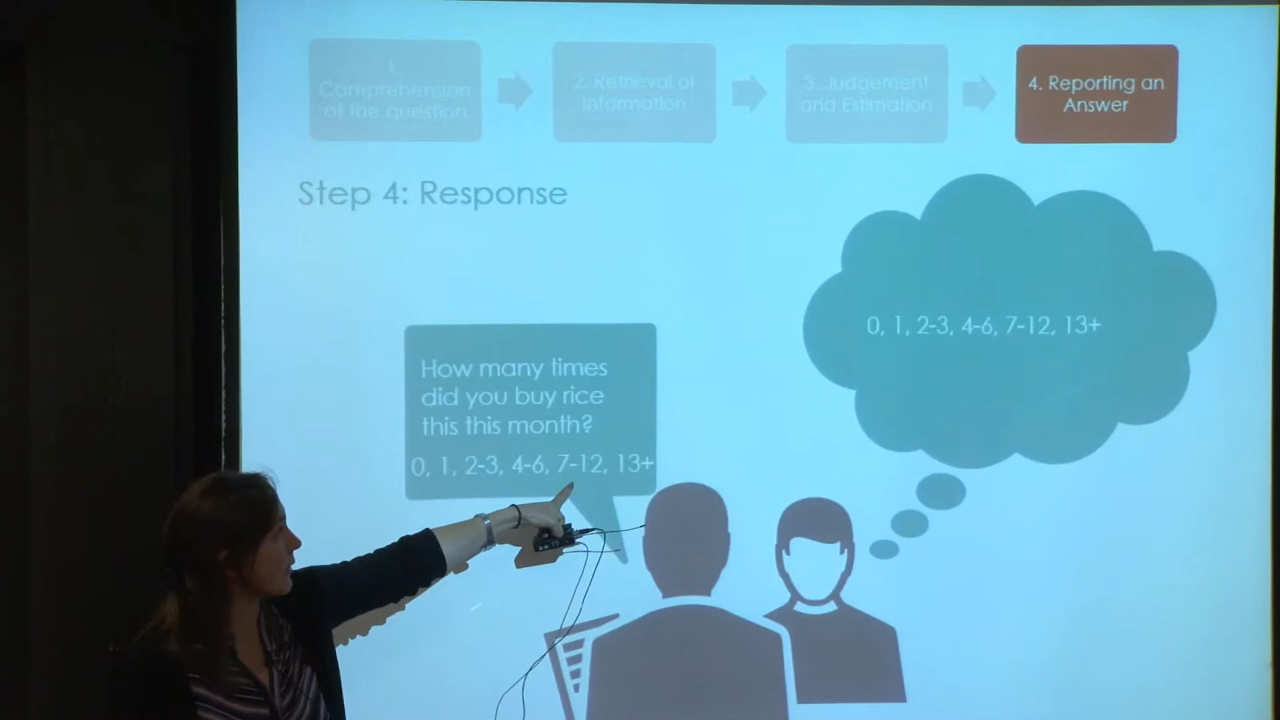 1.
Comprehension
of the question
2. Retrieval of
Information
3. Judgement
and Estimation
4. Reporting an
Answer
Step 4: Response
0, 1, 2-3, 4-6, 7-12, 13+
How many times
did you buy rice
this this month?
0, 1, 2-3, 4-6, 7-12, 13+